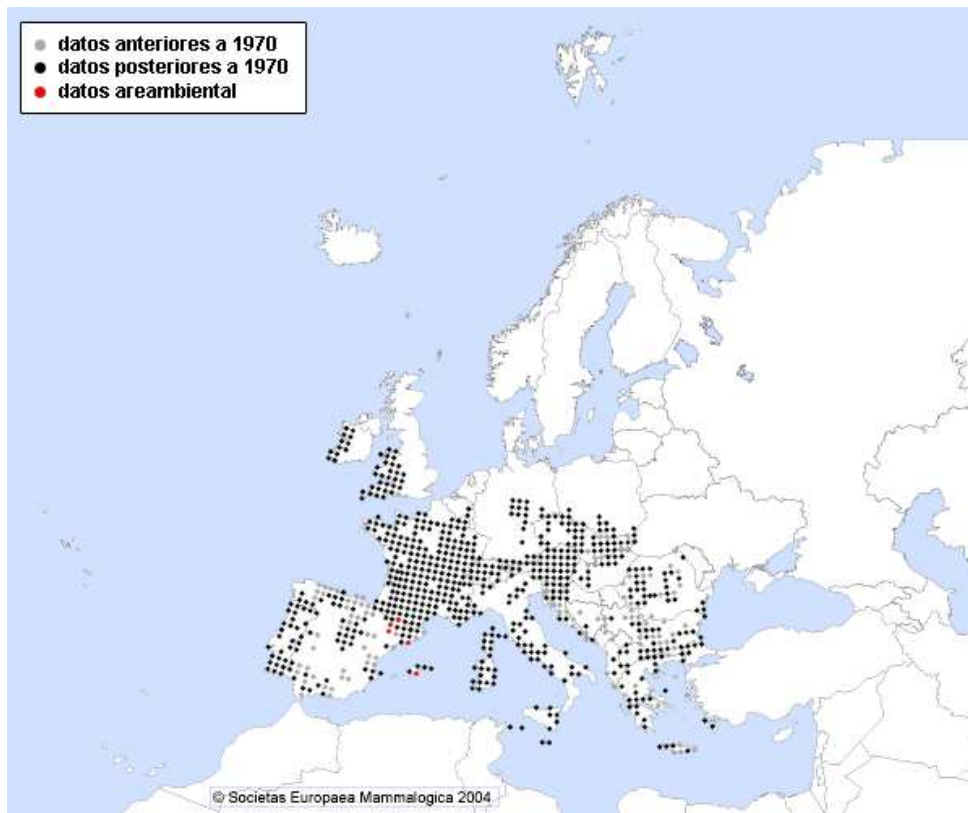 datos anteriores a 1970
datos posteriores a 1970
datos areambiental
© Societas Europaea Mammalogica 2004